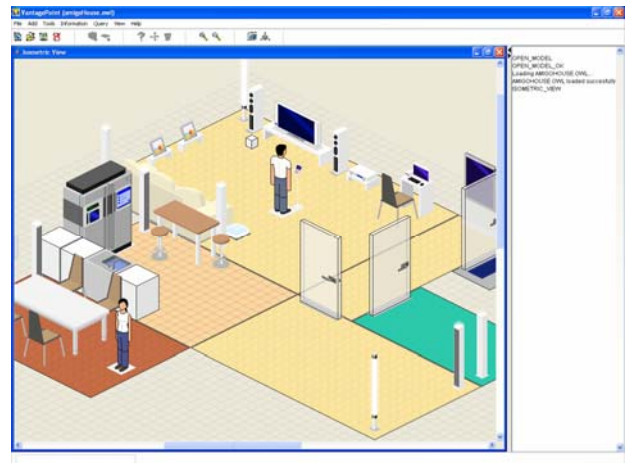 VantagePoint (amigoHouse.owl)
File Add Tools Information Query View Help
Isometric View
OPEN_MODEL
OPEN_MODEL_OK
Loading AMIGOHOUSE OWL...
AMIGOHOUSE OWL loaded successfully
ISOMETRIC_VIEW